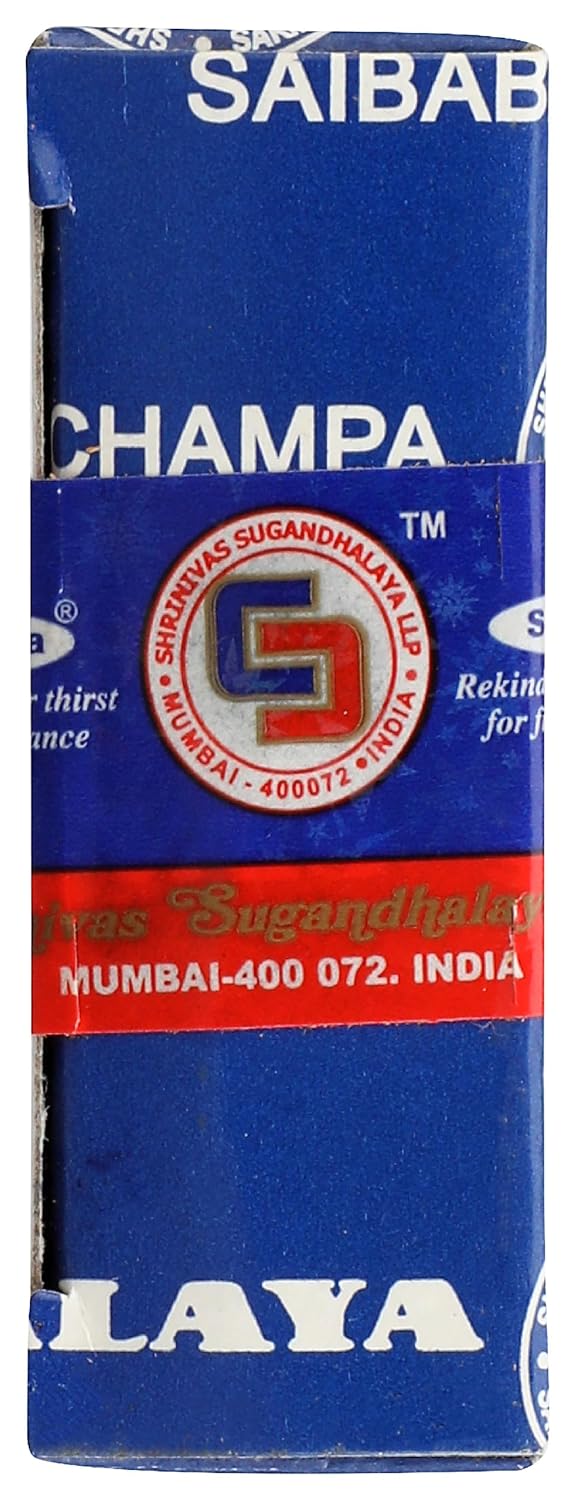 SAIBAB
CHAMPA
TM
SHRINIVAS SUGANDHALAYA LLP
• MUMBAI - 400072 • INDIA •
a®
thirst
ance
S
Rekind
for f
nivas Sugandhalay
MUMBAI-400 072. INDIA
LAYA